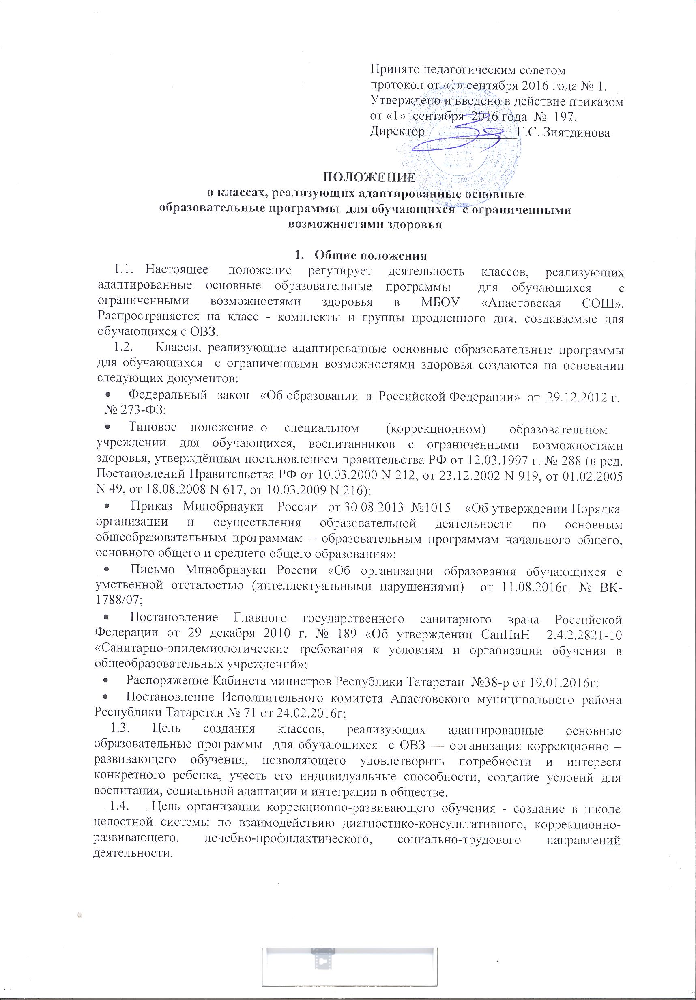 Принято педагогическим советом
протокол от «1» сентября 2016 года № 1.
Утверждено и введено в действие приказом
от «1» сентября 2016 года № 197.
Директор ______________Г.С. Зиятдинова
ПОЛОЖЕНИЕ
о классах, реализующих адаптированные основные
образовательные программы для обучающихся с ограниченными
возможностями здоровья
1. Общие положения
1.1. Настоящее положение регулирует деятельность классов, реализующих
адаптированные основные образовательные программы для обучающихся с
ограниченными возможностями здоровья в МБОУ «Апастовская СОШ».
Распространяется на класс - комплекты и группы продленного дня, создаваемые для
обучающихся с ОВЗ.
1.2. Классы, реализующие адаптированные основные образовательные программы
для обучающихся с ограниченными возможностями здоровья создаются на основании
следующих документов:
• Федеральный закон «Об образовании в Российской Федерации» от 29.12.2012 г.
№ 273-ФЗ;
• Типовое положение о специальном (коррекционном) образовательном
учреждении для обучающихся, воспитанников с ограниченными возможностями
здоровья, утверждённым постановлением правительства РФ от 12.03.1997 г. № 288 (в ред.
Постановлений Правительства РФ от 10.03.2000 N 212, от 23.12.2002 N 919, от 01.02.2005
N 49, от 18.08.2008 N 617, от 10.03.2009 N 216);
• Приказ Минобрнауки России от 30.08.2013 №1015 «Об утверждении Порядка
организации и осуществления образовательной деятельности по основным
общеобразовательным программам – образовательным программам начального общего,
основного общего и среднего общего образования»;
• Письмо Минобрнауки России «Об организации образования обучающихся с
умственной отсталостью (интеллектуальными нарушениями) от 11.08.2016г. № ВК-
1788/07;
• Постановление Главного государственного санитарного врача Российской
Федерации от 29 декабря 2010 г. № 189 «Об утверждении СанПиН 2.4.2.2821-10
«Санитарно-эпидемиологические требования к условиям и организации обучения в
общеобразовательных учреждений»;
• Распоряжение Кабинета министров Республики Татарстан №38-р от 19.01.2016г;
• Постановление Исполнительного комитета Апастовского муниципального района
Республики Татарстан № 71 от 24.02.2016г;
1.3. Цель создания классов, реализующих адаптированные основные
образовательные программы для обучающихся с ОВЗ — организация коррекционно –
развивающего обучения, позволяющего удовлетворить потребности и интересы
конкретного ребенка, учесть его индивидуальные способности, создание условий для
воспитания, социальной адаптации и интеграции в обществе.
1.4. Цель организации коррекционно-развивающего обучения - создание в школе
целостной системы по взаимодействию диагностико-консультативного, коррекционно-
развивающего, лечебно-профилактического, социально-трудового направлений
деятельности.